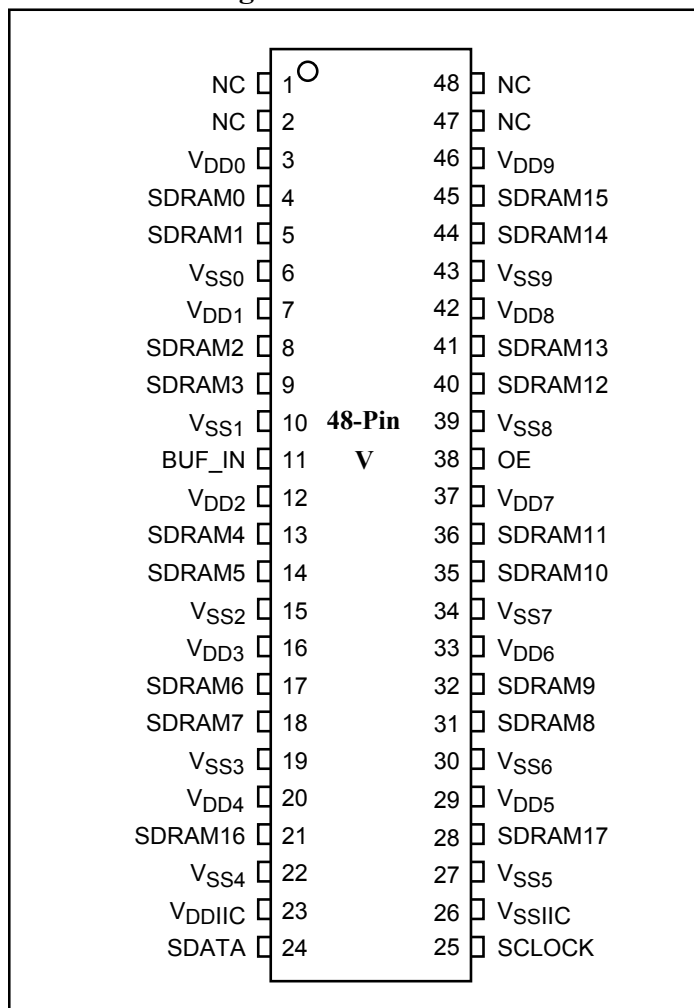 NC 1 48 NC
NC 2 47 NC
VDD0 3 46 VDD9
SDRAM0 4 45 SDRAM15
SDRAM1 5 44 SDRAM14
VSS0 6 43 VSS9
VDD1 7 42 VDD8
SDRAM2 8 41 SDRAM13
SDRAM3 9 40 SDRAM12
VSS1 10 48-Pin 39 VSS8
BUF_IN 11 V 38 OE
VDD2 12 37 VDD7
SDRAM4 13 36 SDRAM11
SDRAM5 14 35 SDRAM10
VSS2 15 34 VSS7
VDD3 16 33 VDD6
SDRAM6 17 32 SDRAM9
SDRAM7 18 31 SDRAM8
VSS3 19 30 VSS6
VDD4 20 29 VDD5
SDRAM16 21 28 SDRAM17
VSS4 22 27 VSS5
VDDIIC 23 26 VSSIIC
SDATA 24 25 SCLOCK